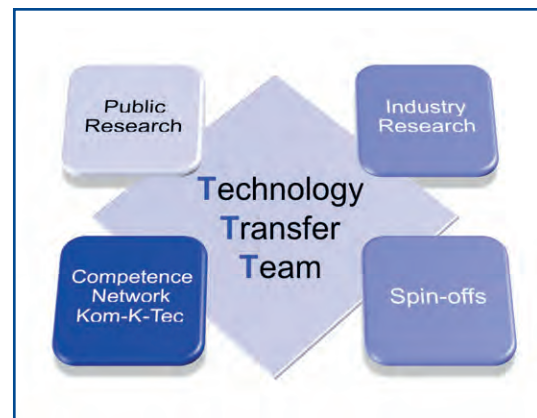 Public
Research
Industry
Research
Technology
Transfer
Team
Competence
Network
Kom-K-Tec
Spin-offs